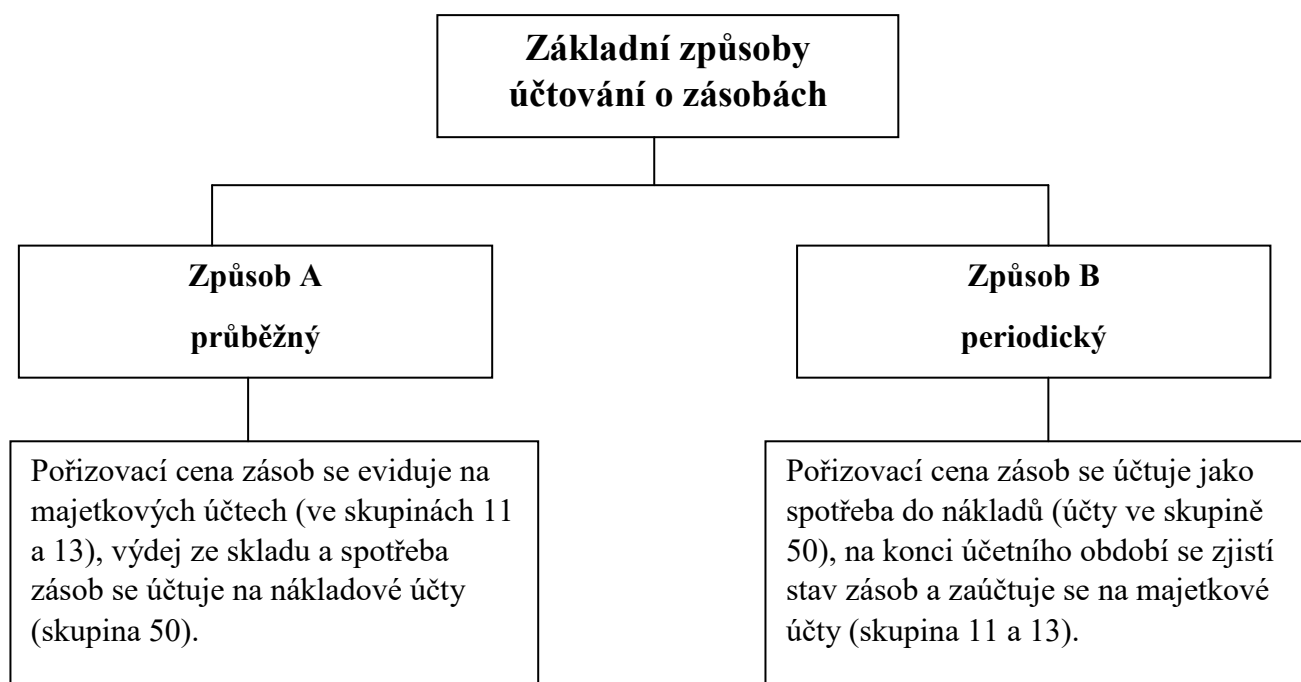 Základní způsoby
účtování o zásobách
Způsob A
průběžný
Způsob B
periodický
Pořizovací cena zásob se eviduje na
majetkových účtech (ve skupinách 11
a 13), výdej ze skladu a spotřeba
zásob se účtuje na nákladové účty
(skupina 50).
Pořizovací cena zásob se účtuje jako
spotřeba do nákladů (účty ve skupině
50), na konci účetního období se zjistí
stav zásob a zaúčtuje se na majetkové
účty (skupina 11 a 13).